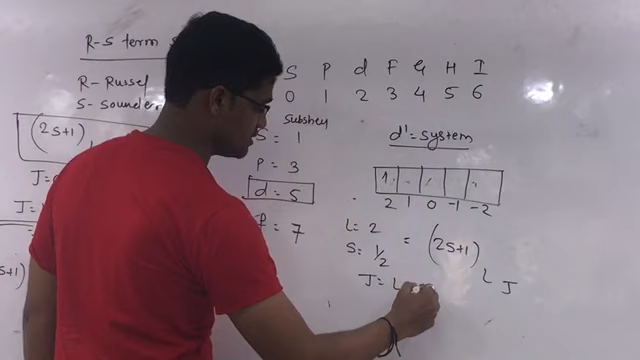 R-S term
R- Russel
S- Sounder
(2S+1)
J=
J=
S P d F G H I
0 1 2 3 4 5 6
Subshell
S = 1
P = 3
d = 5
f = 7
d¹ = system
1
2 1 0 -1 -2
L = 2
S = 1/2
= (2S+1) L J
J = L